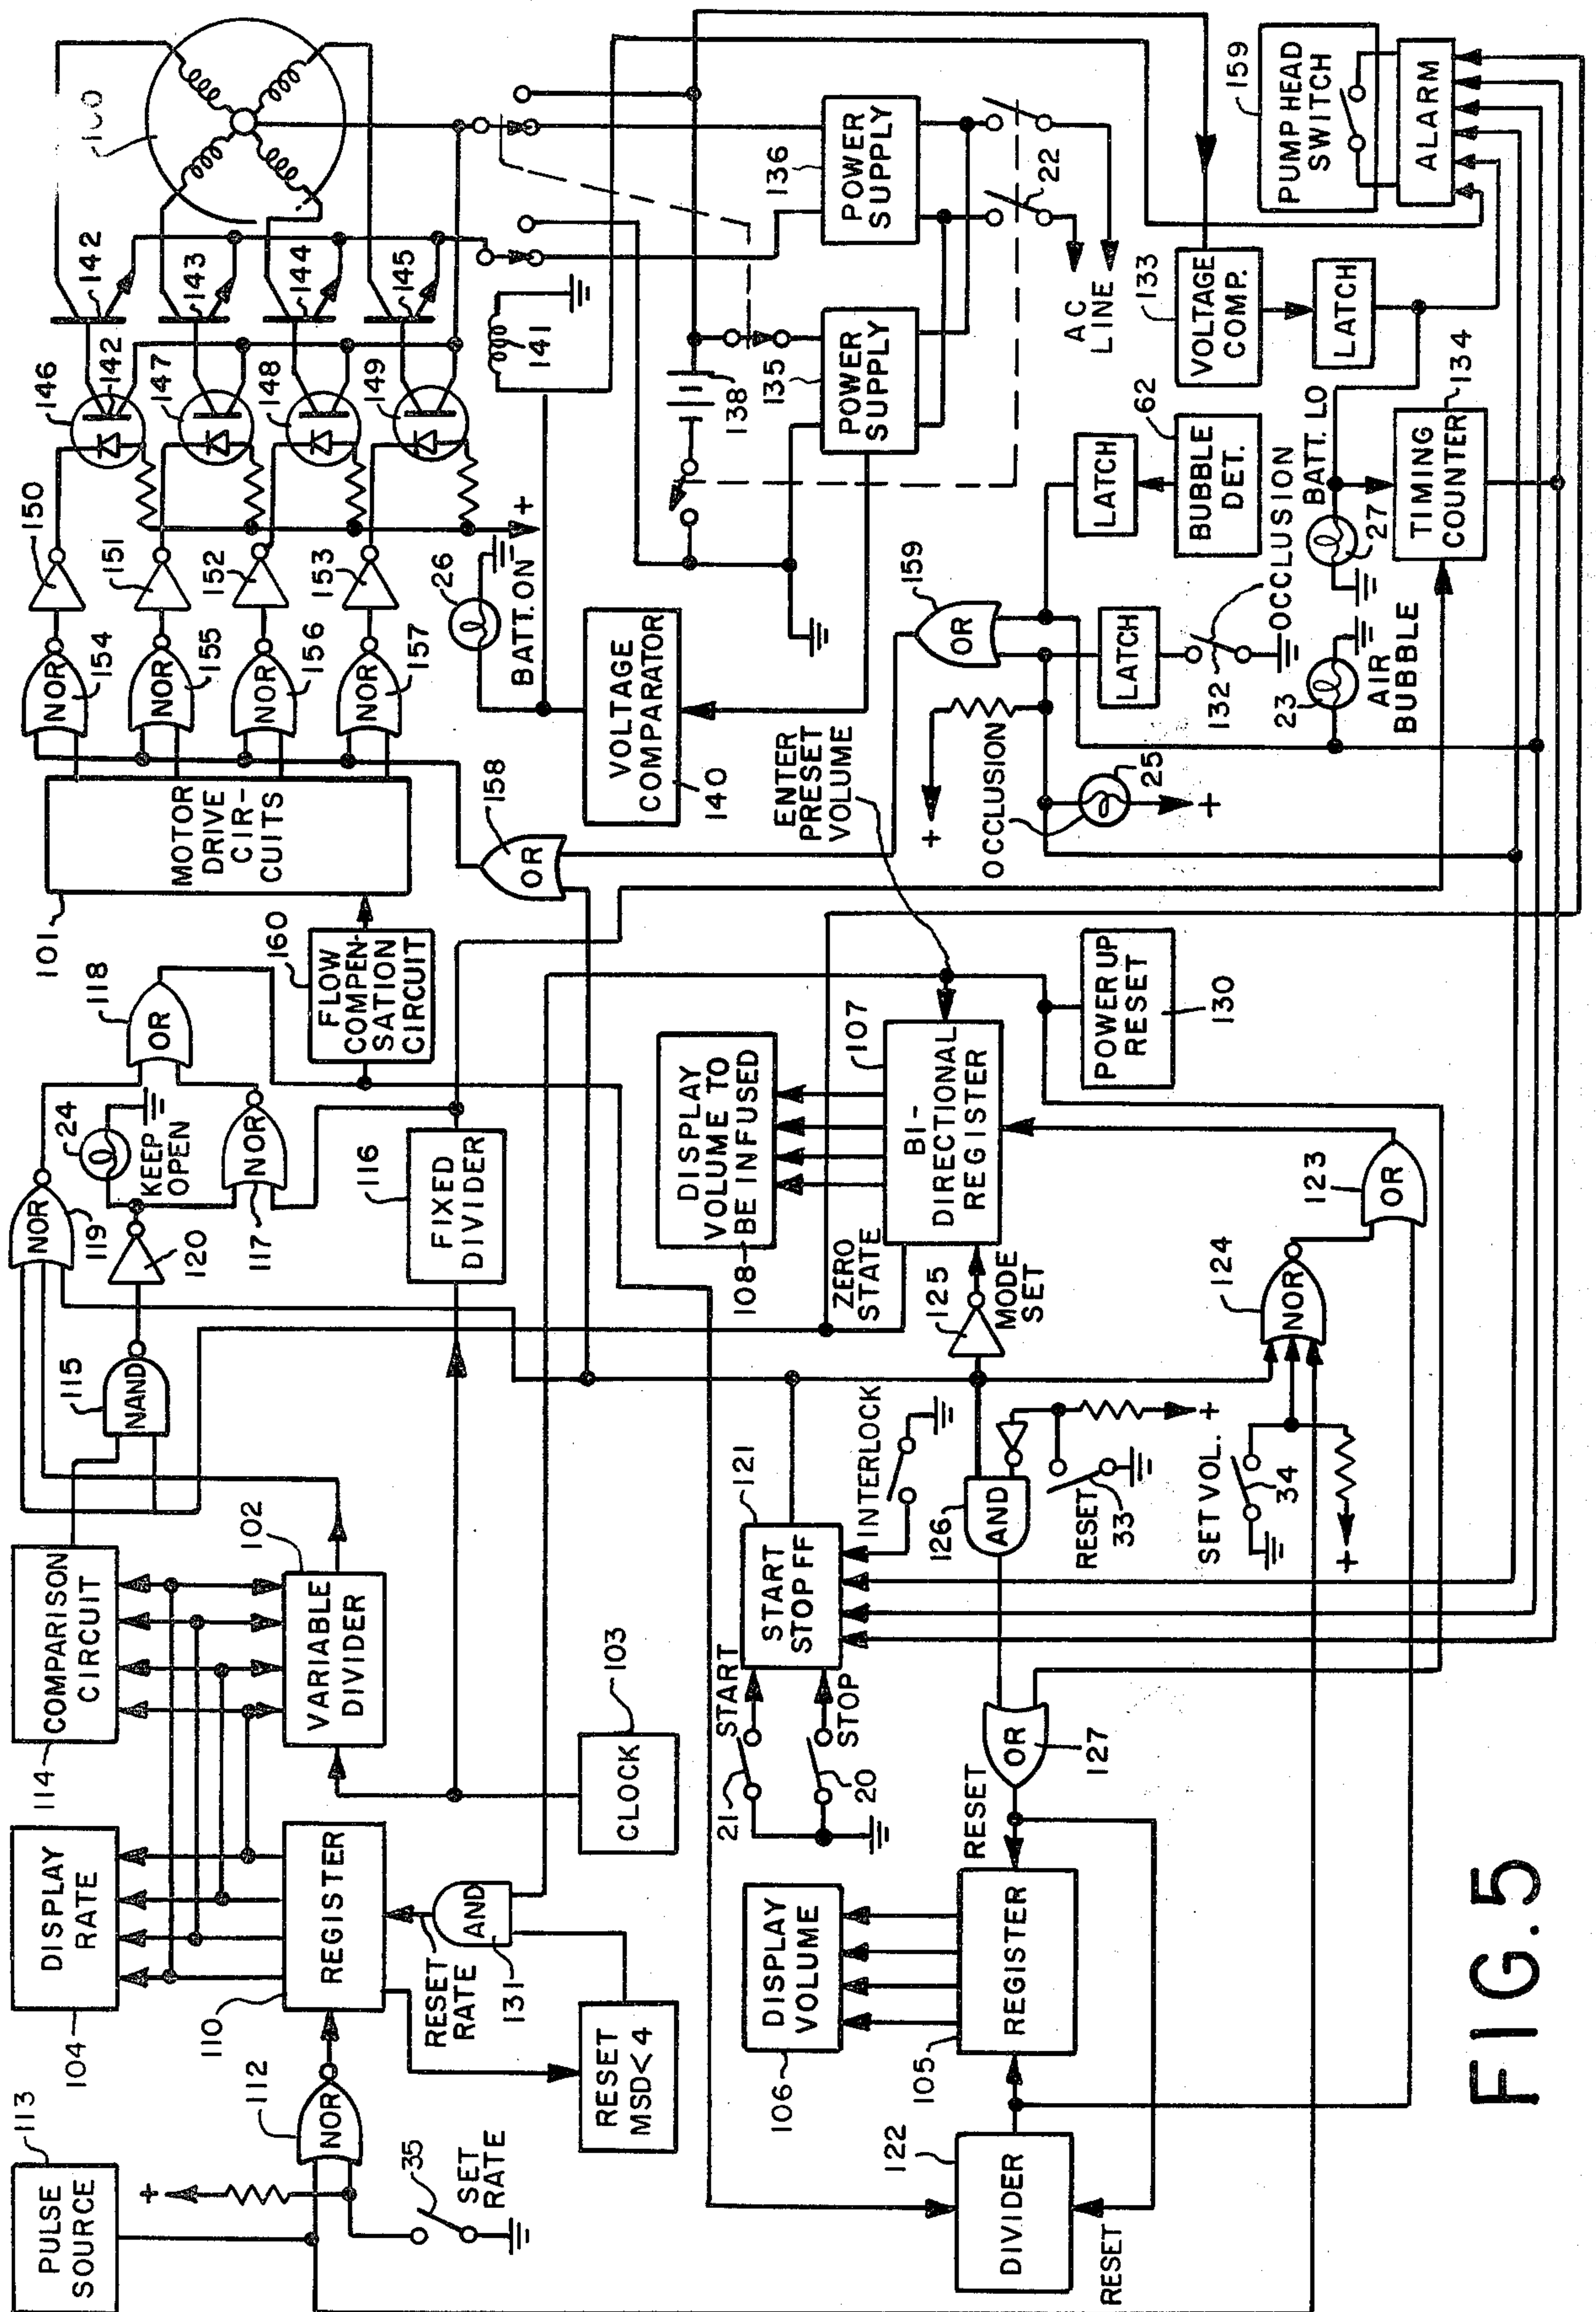 113
PULSE
SOURCE
112
NOR
+
35
SET
RATE
104
DISPLAY
RATE
110
REGISTER
RESET
RATE
AND
131
RESET
MSD<4
114
COMPARISON
CIRCUIT
102
VARIABLE
DIVIDER
103
CLOCK
115
NAND
120
NOR
119
24
KEEP
OPEN
NOR
117
OR
118
116
FIXED
DIVIDER
160
FLOW
COMPEN-
SATION
CIRCUIT
101
MOTOR
DRIVE
CIR-
CUITS
NOR
154
NOR
155
NOR
156
NOR
157
150
151
152
153
146
142
147
148
149
142
143
144
145
+
26
BATT. ON
141
122
DIVIDER
RESET
106
DISPLAY
VOLUME
105
REGISTER
RESET
OR
127
21
START
20
STOP
121
START
STOP FF
INTERLOCK
126
AND
RESET
33
+
SET VOL.
34
+
124
NOR
123
OR
125
MODE
SET
ZERO
STATE
108
DISPLAY
VOLUME TO
BE INFUSED
107
BI-
DIRECTIONAL
REGISTER
ENTER
PRESET
VOLUME
POWER UP
RESET
130
158
OR
VOLTAGE
COMPARATOR
140
159
OR
+
OCCLUSION
25
+
LATCH
132
OCCLUSION
LATCH
62
BUBBLE
DET.
23
AIR
BUBBLE
27
BATT. LO
TIMING
COUNTER
134
138
135
POWER
SUPPLY
136
POWER
SUPPLY
22
AC
LINE
133
VOLTAGE
COMP.
LATCH
159
PUMP HEAD
SWITCH
ALARM
FIG.5